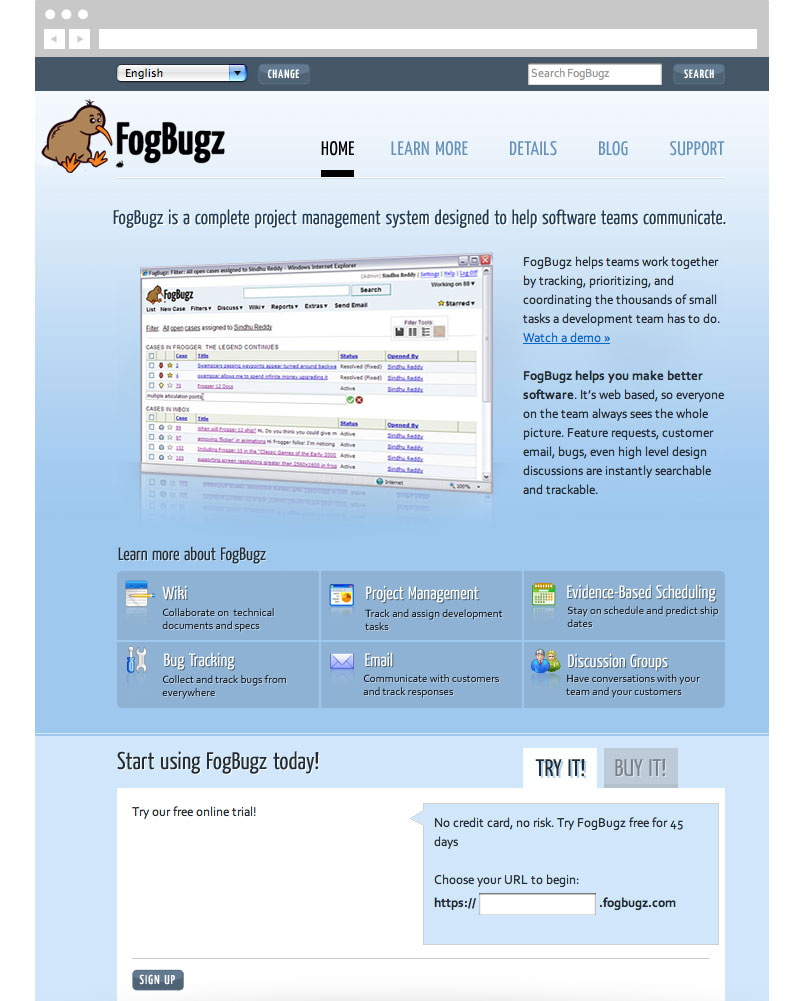 English
CHANGE
Search FogBugz
SEARCH
FogBugz
HOME
LEARN MORE
DETAILS
BLOG
SUPPORT
FogBugz is a complete project management system designed to help software teams communicate.
FogBugz: Filter: All open cases assigned to Sindhu Reddy - Windows Internet Explorer
(Admin) Sindhu Reddy | Settings | Help | Log Off
Working on 88 ▾
FogBugz
Search
List New Case Filters ▾ Discuss ▾ Wiki ▾ Reports ▾ Extras ▾ Send Email
Starred ▾
Filter: All open cases assigned to Sindhu Reddy
Filter Tools
CASES IN FROGGER: THE LEGEND CONTINUES
Case Title Status Opened By
Swampcers passing waypoints appear turned around backwa Resolved (Fixed) Sindhu Reddy
swampcar allows me to spend infinite money upgrading it Resolved (Fixed) Sindhu Reddy
Frogger 12 Docs Active Sindhu Reddy
multiple articulation points
CASES IN INBOX
Case Title Status Opened By
When will Frogger 12 ship? Hi, Do you think you could give m Active Sindhu Reddy
annoying 'flicker' in animations Hi Frogger folks! I'm noticing Active Sindhu Reddy
Including Frogger 12 in the "Classic Games of the Early 2000 Active Sindhu Reddy
supporting screen resolutions greater than 2560x1600 in Frog Active Sindhu Reddy
Internet
100%
FogBugz helps teams work together
by tracking, prioritizing, and
coordinating the thousands of small
tasks a development team has to do.
Watch a demo »
FogBugz helps you make better
software. It's web based, so everyone
on the team always sees the whole
picture. Feature requests, customer
email, bugs, even high level design
discussions are instantly searchable
and trackable.
Learn more about FogBugz
Wiki
Collaborate on technical
documents and specs
Project Management
Track and assign development
tasks
Evidence-Based Scheduling
Stay on schedule and predict ship
dates
Bug Tracking
Collect and track bugs from
everywhere
Email
Communicate with customers
and track responses
Discussion Groups
Have conversations with your
team and your customers
Start using FogBugz today!
TRY IT!
BUY IT!
Try our free online trial!
No credit card, no risk. Try FogBugz free for 45
days
Choose your URL to begin:
https:// .fogbugz.com
SIGN UP